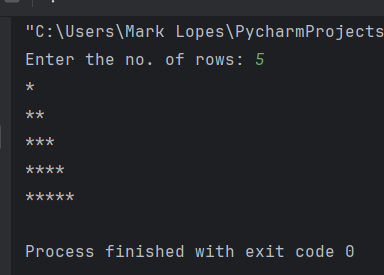 "C:\Users\Mark Lopes\PycharmProjects
Enter the no. of rows: 5
*
**
***
****
*****
Process finished with exit code 0